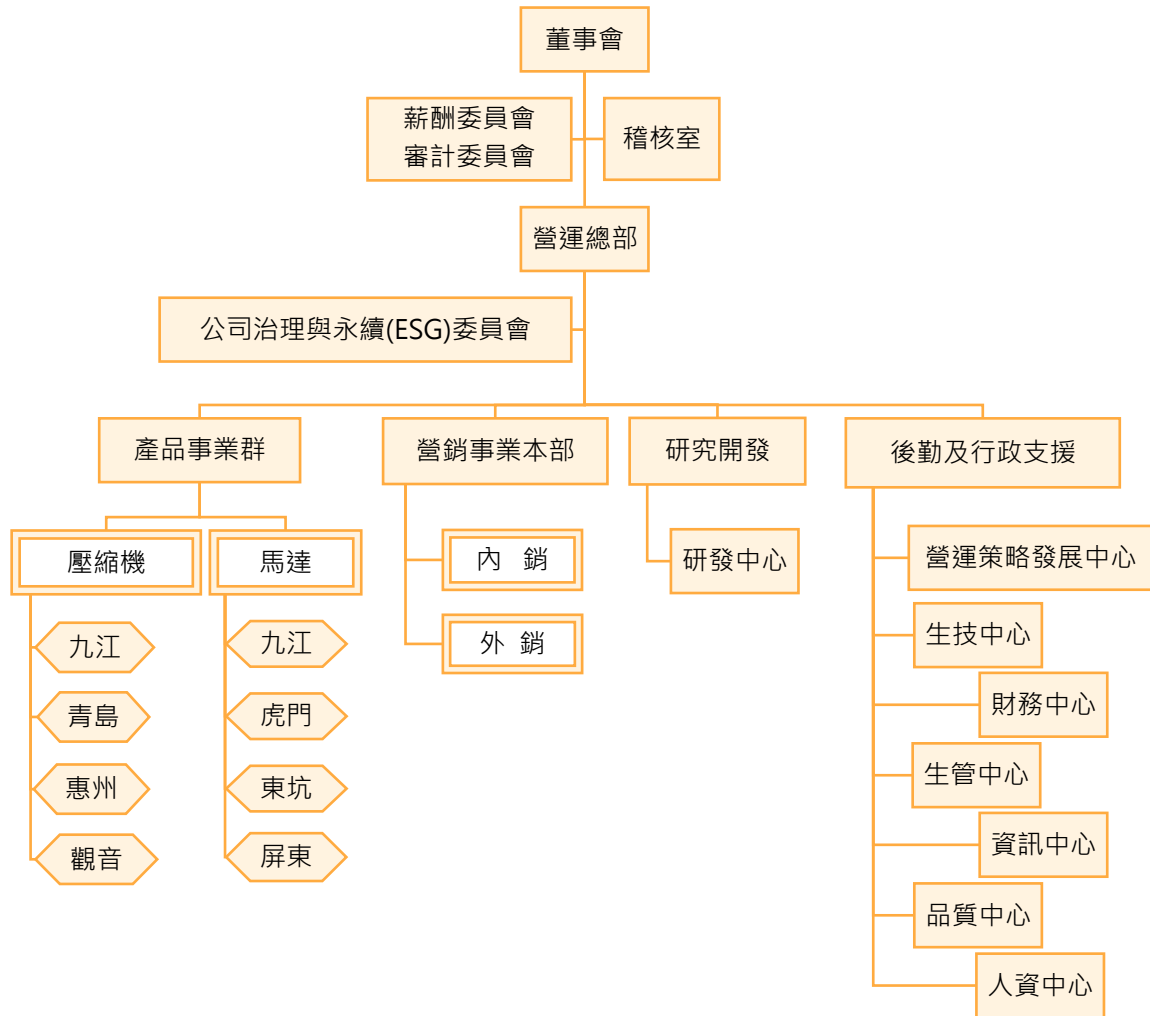 董事會
薪酬委員會
審計委員會
稽核室
營運總部
公司治理與永續(ESG)委員會
產品事業群
營銷事業本部
研究開發
後勤及行政支援
壓縮機
馬達
內 銷
外 銷
研發中心
九江
青島
惠州
觀音
九江
虎門
東坑
屏東
營運策略發展中心
生技中心
財務中心
生管中心
資訊中心
品質中心
人資中心